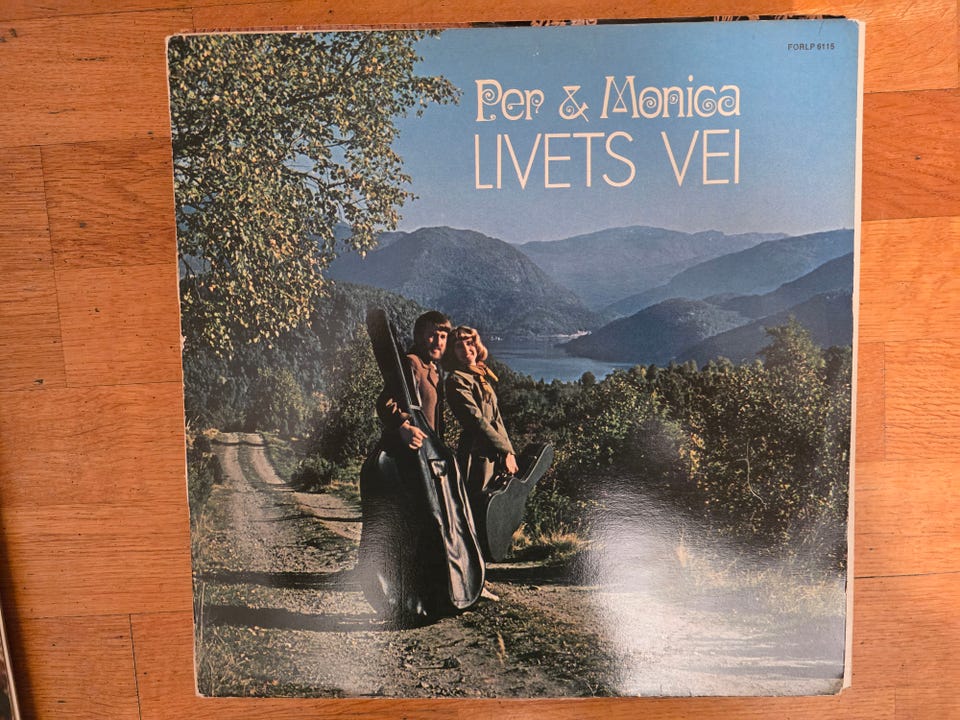 FORLP 6115
Per & Monica
LIVETS VEI